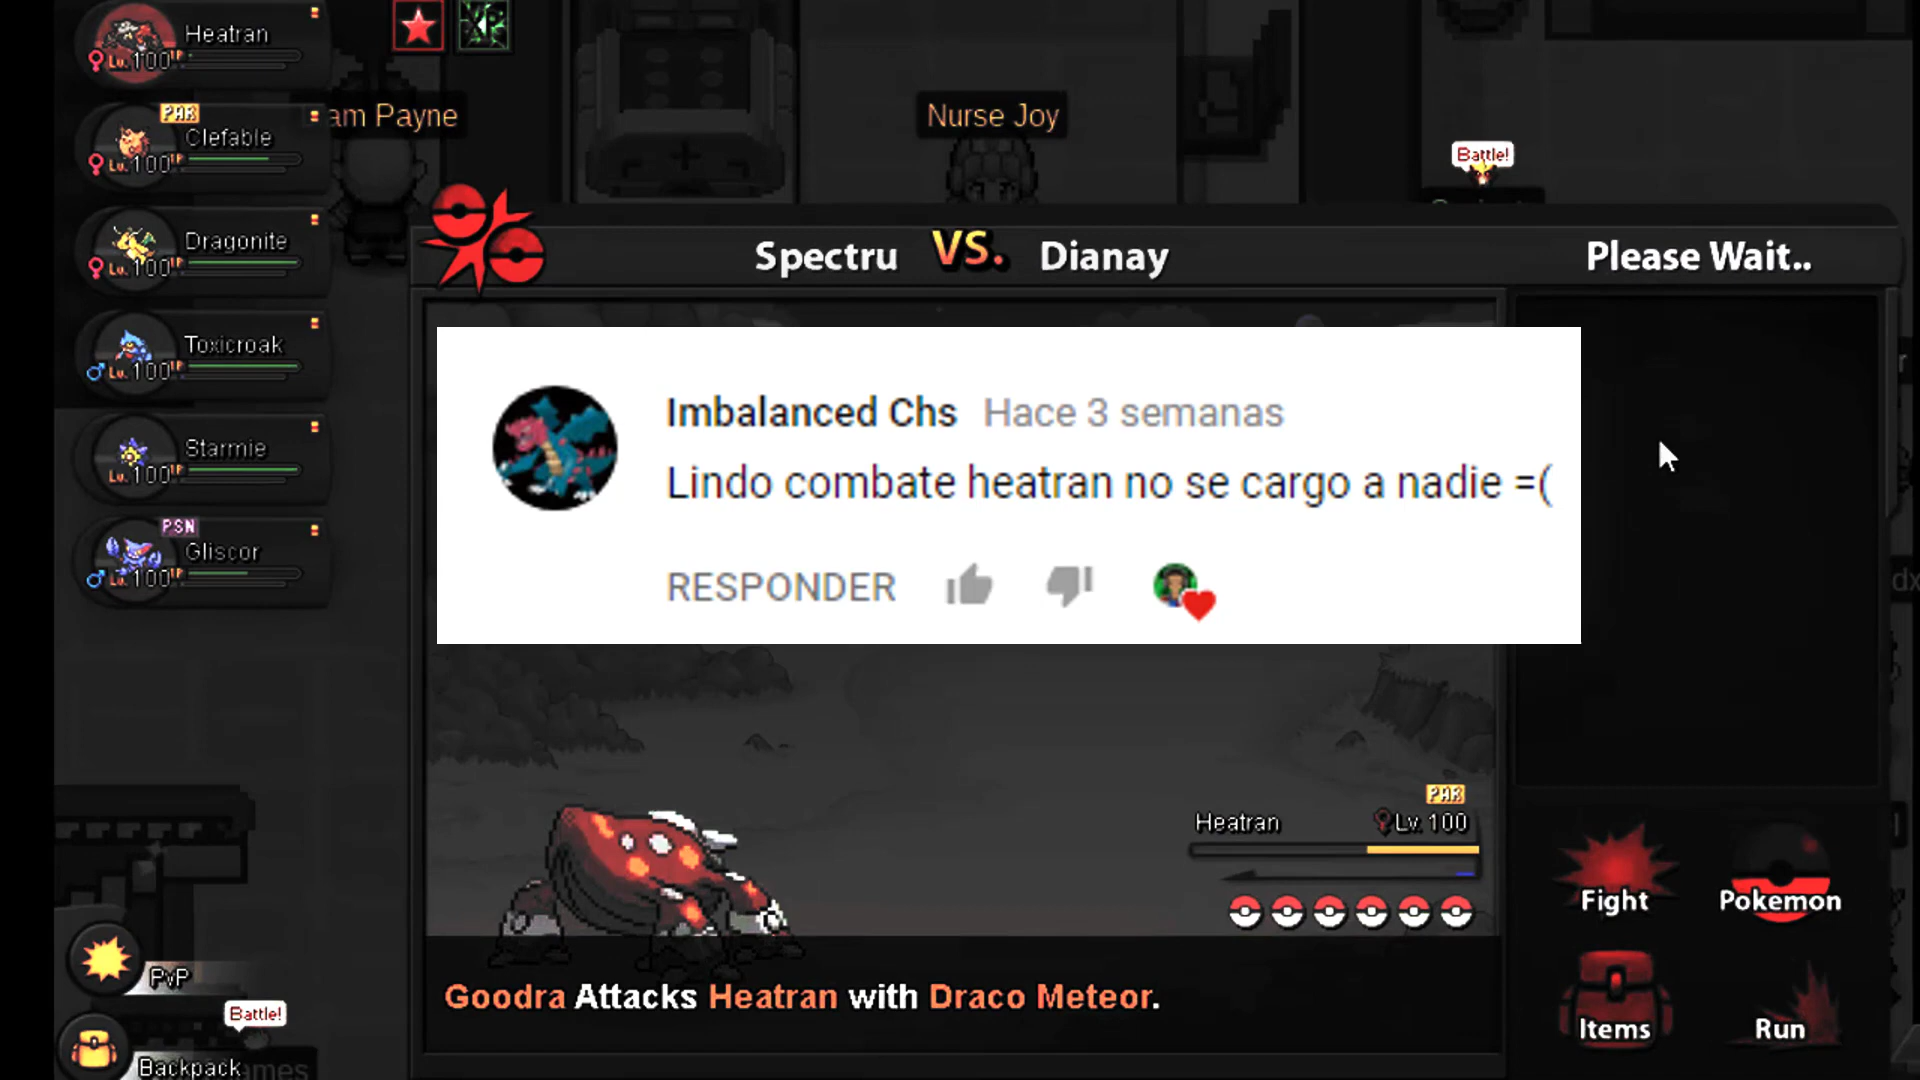 Heatran
Lv.100
am Payne
PAR
Clefable
Lv.100
Nurse Joy
Battle!
Dragonite
Lv.100
Spectru VS. Dianay
Please Wait..
Toxicroak
Lv.100
Imbalanced Chs Hace 3 semanas
Lindo combate heatran no se cargo a nadie =(
RESPONDER
Starmie
Lv.100
PSN
Gliscor
Lv.100
PAR
Heatran Lv. 100
Fight
Pokemon
Goodra Attacks Heatran with Draco Meteor.
Items
Run
PvP
Battle!
Backpack